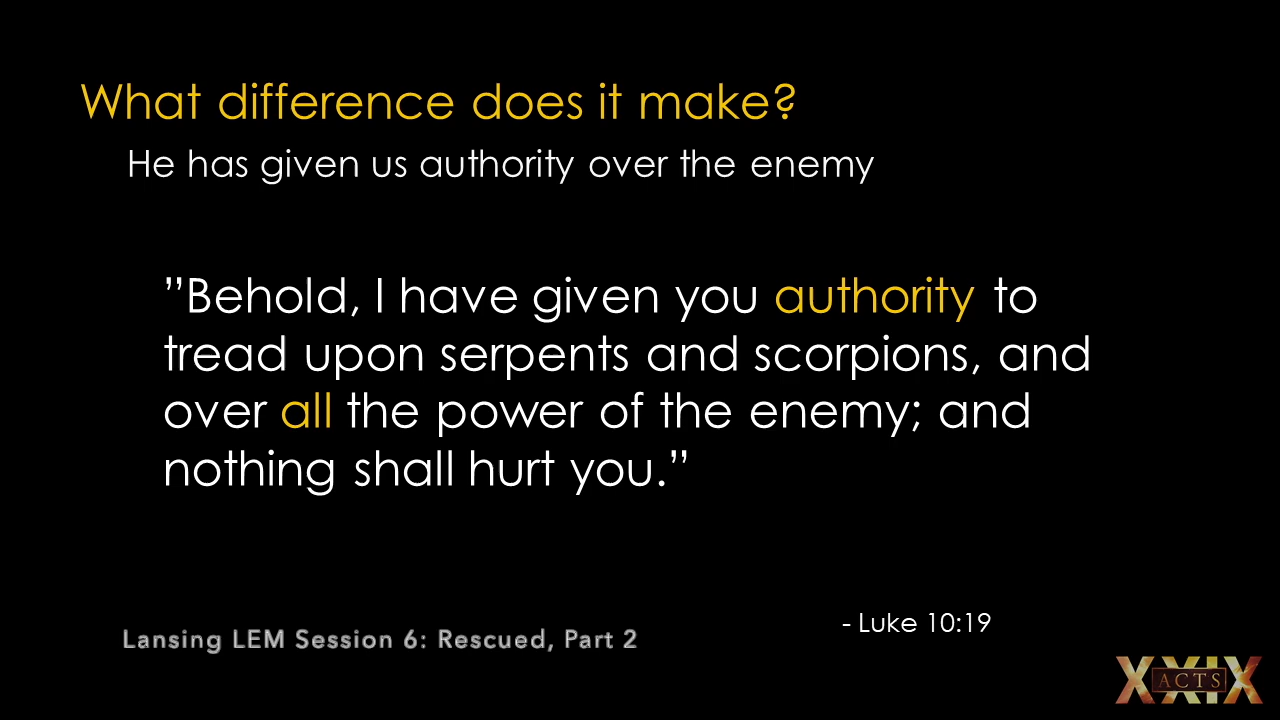 What difference does it make?
He has given us authority over the enemy
”Behold, I have given you authority to
tread upon serpents and scorpions, and
over all the power of the enemy; and
nothing shall hurt you.”
- Luke 10:19
Lansing LEM Session 6: Rescued, Part 2
XXIX
ACTS